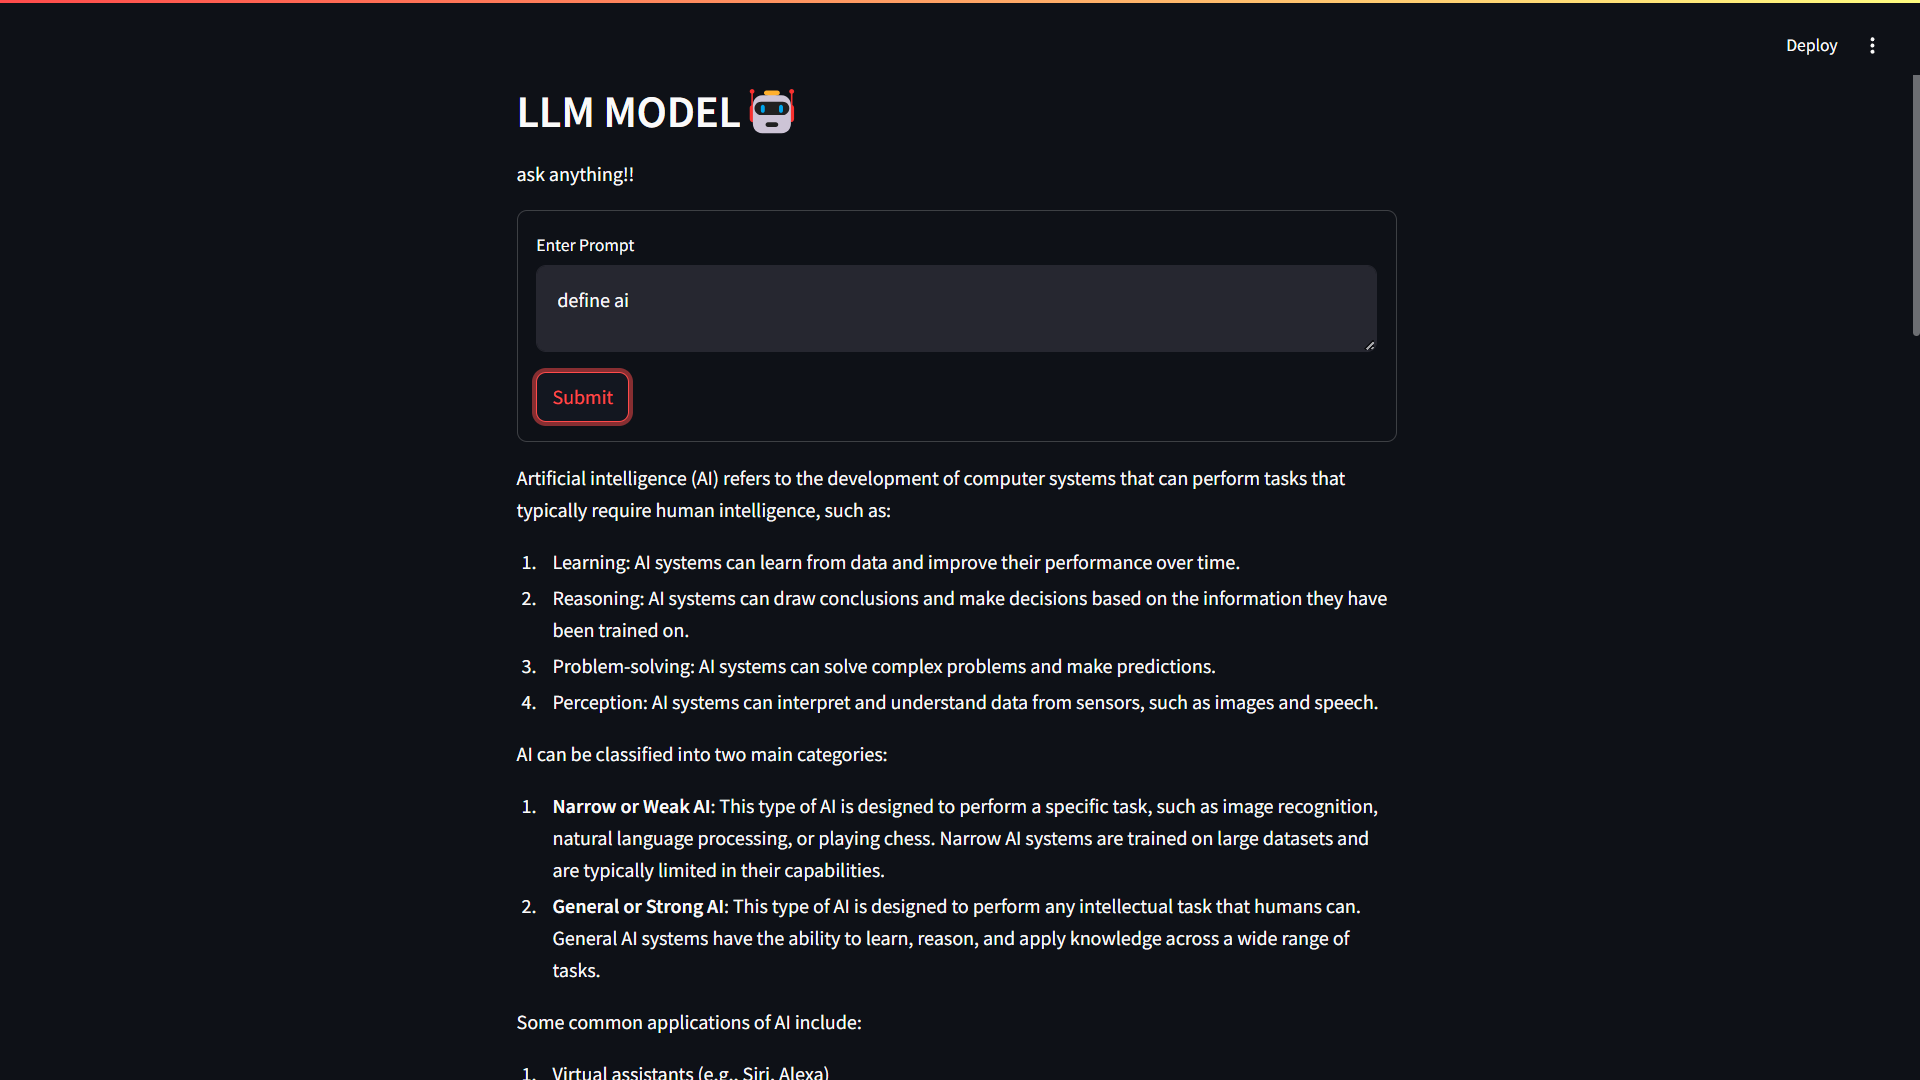 Deploy
LLM MODEL
ask anything!!
Enter Prompt
define ai
Submit
Artificial intelligence (AI) refers to the development of computer systems that can perform tasks that
typically require human intelligence, such as:
1. Learning: AI systems can learn from data and improve their performance over time.
2. Reasoning: AI systems can draw conclusions and make decisions based on the information they have
been trained on.
3. Problem-solving: AI systems can solve complex problems and make predictions.
4. Perception: AI systems can interpret and understand data from sensors, such as images and speech.
AI can be classified into two main categories:
1. Narrow or Weak AI: This type of AI is designed to perform a specific task, such as image recognition,
natural language processing, or playing chess. Narrow AI systems are trained on large datasets and
are typically limited in their capabilities.
2. General or Strong AI: This type of AI is designed to perform any intellectual task that humans can.
General AI systems have the ability to learn, reason, and apply knowledge across a wide range of
tasks.
Some common applications of AI include:
1. Virtual assistants (e.g., Siri, Alexa)